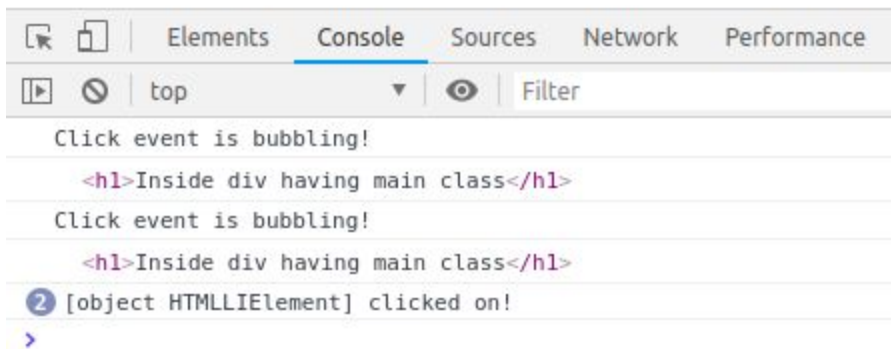 Elements Console Sources Network Performance
top Filter
Click event is bubbling!
<h1>Inside div having main class</h1>
Click event is bubbling!
<h1>Inside div having main class</h1>
2 [object HTMLLIElement] clicked on!
>